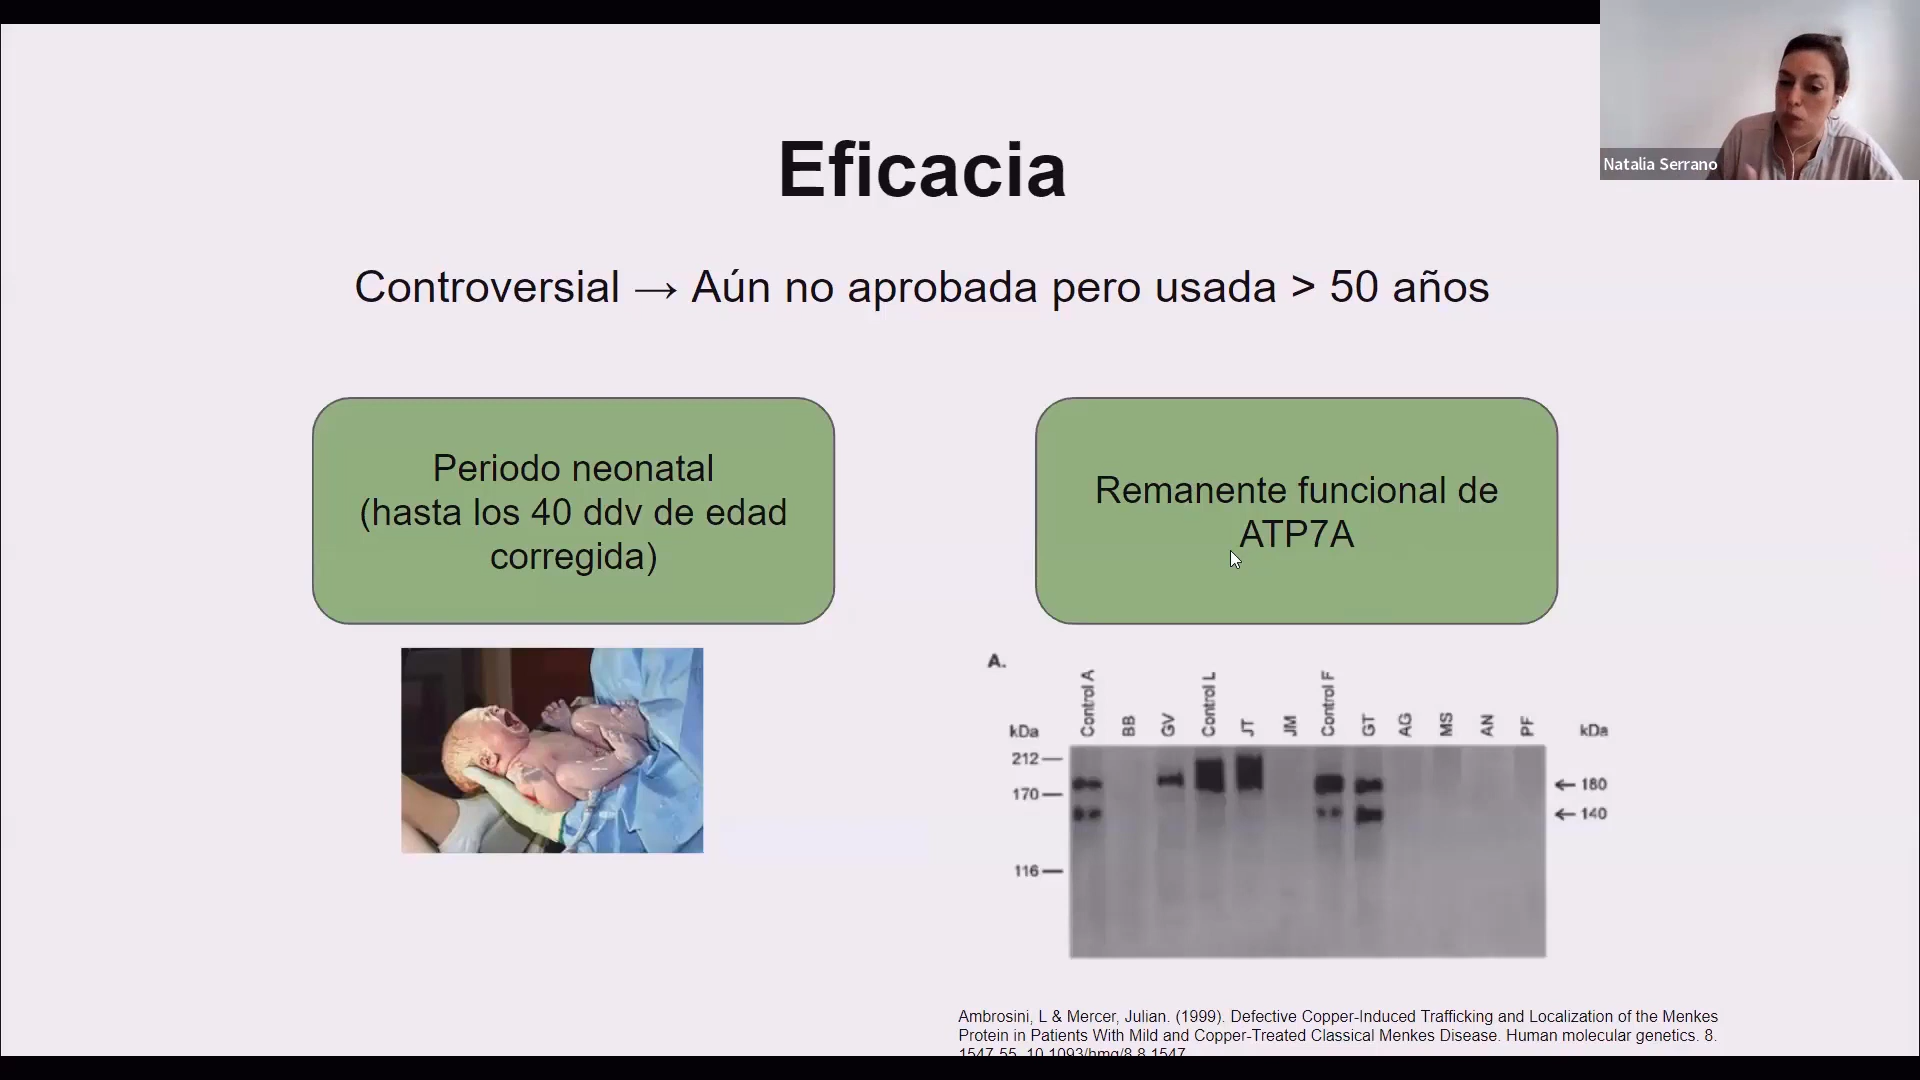 Natalia Serrano
Eficacia
Controversial → Aún no aprobada pero usada > 50 años
Periodo neonatal
(hasta los 40 ddv de edad
corregida)
Remanente funcional de
ATP7A
A.
kDa
Control A
BB
GV
Control L
JT
JM
Control F
GT
AG
MS
AN
PF
kDa
212
170
116
← 180
← 140
Ambrosini, L & Mercer, Julian. (1999). Defective Copper-Induced Trafficking and Localization of the Menkes
Protein in Patients With Mild and Copper-Treated Classical Menkes Disease. Human molecular genetics. 8.
1547-55. 10.1093/hmg/8.8.1547.